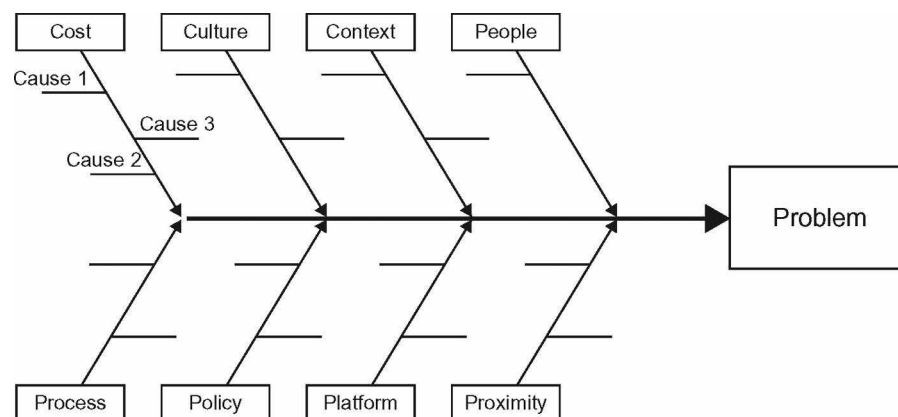 Cost
Culture
Context
People
Cause 1
Cause 3
Cause 2
Problem
Process
Policy
Platform
Proximity